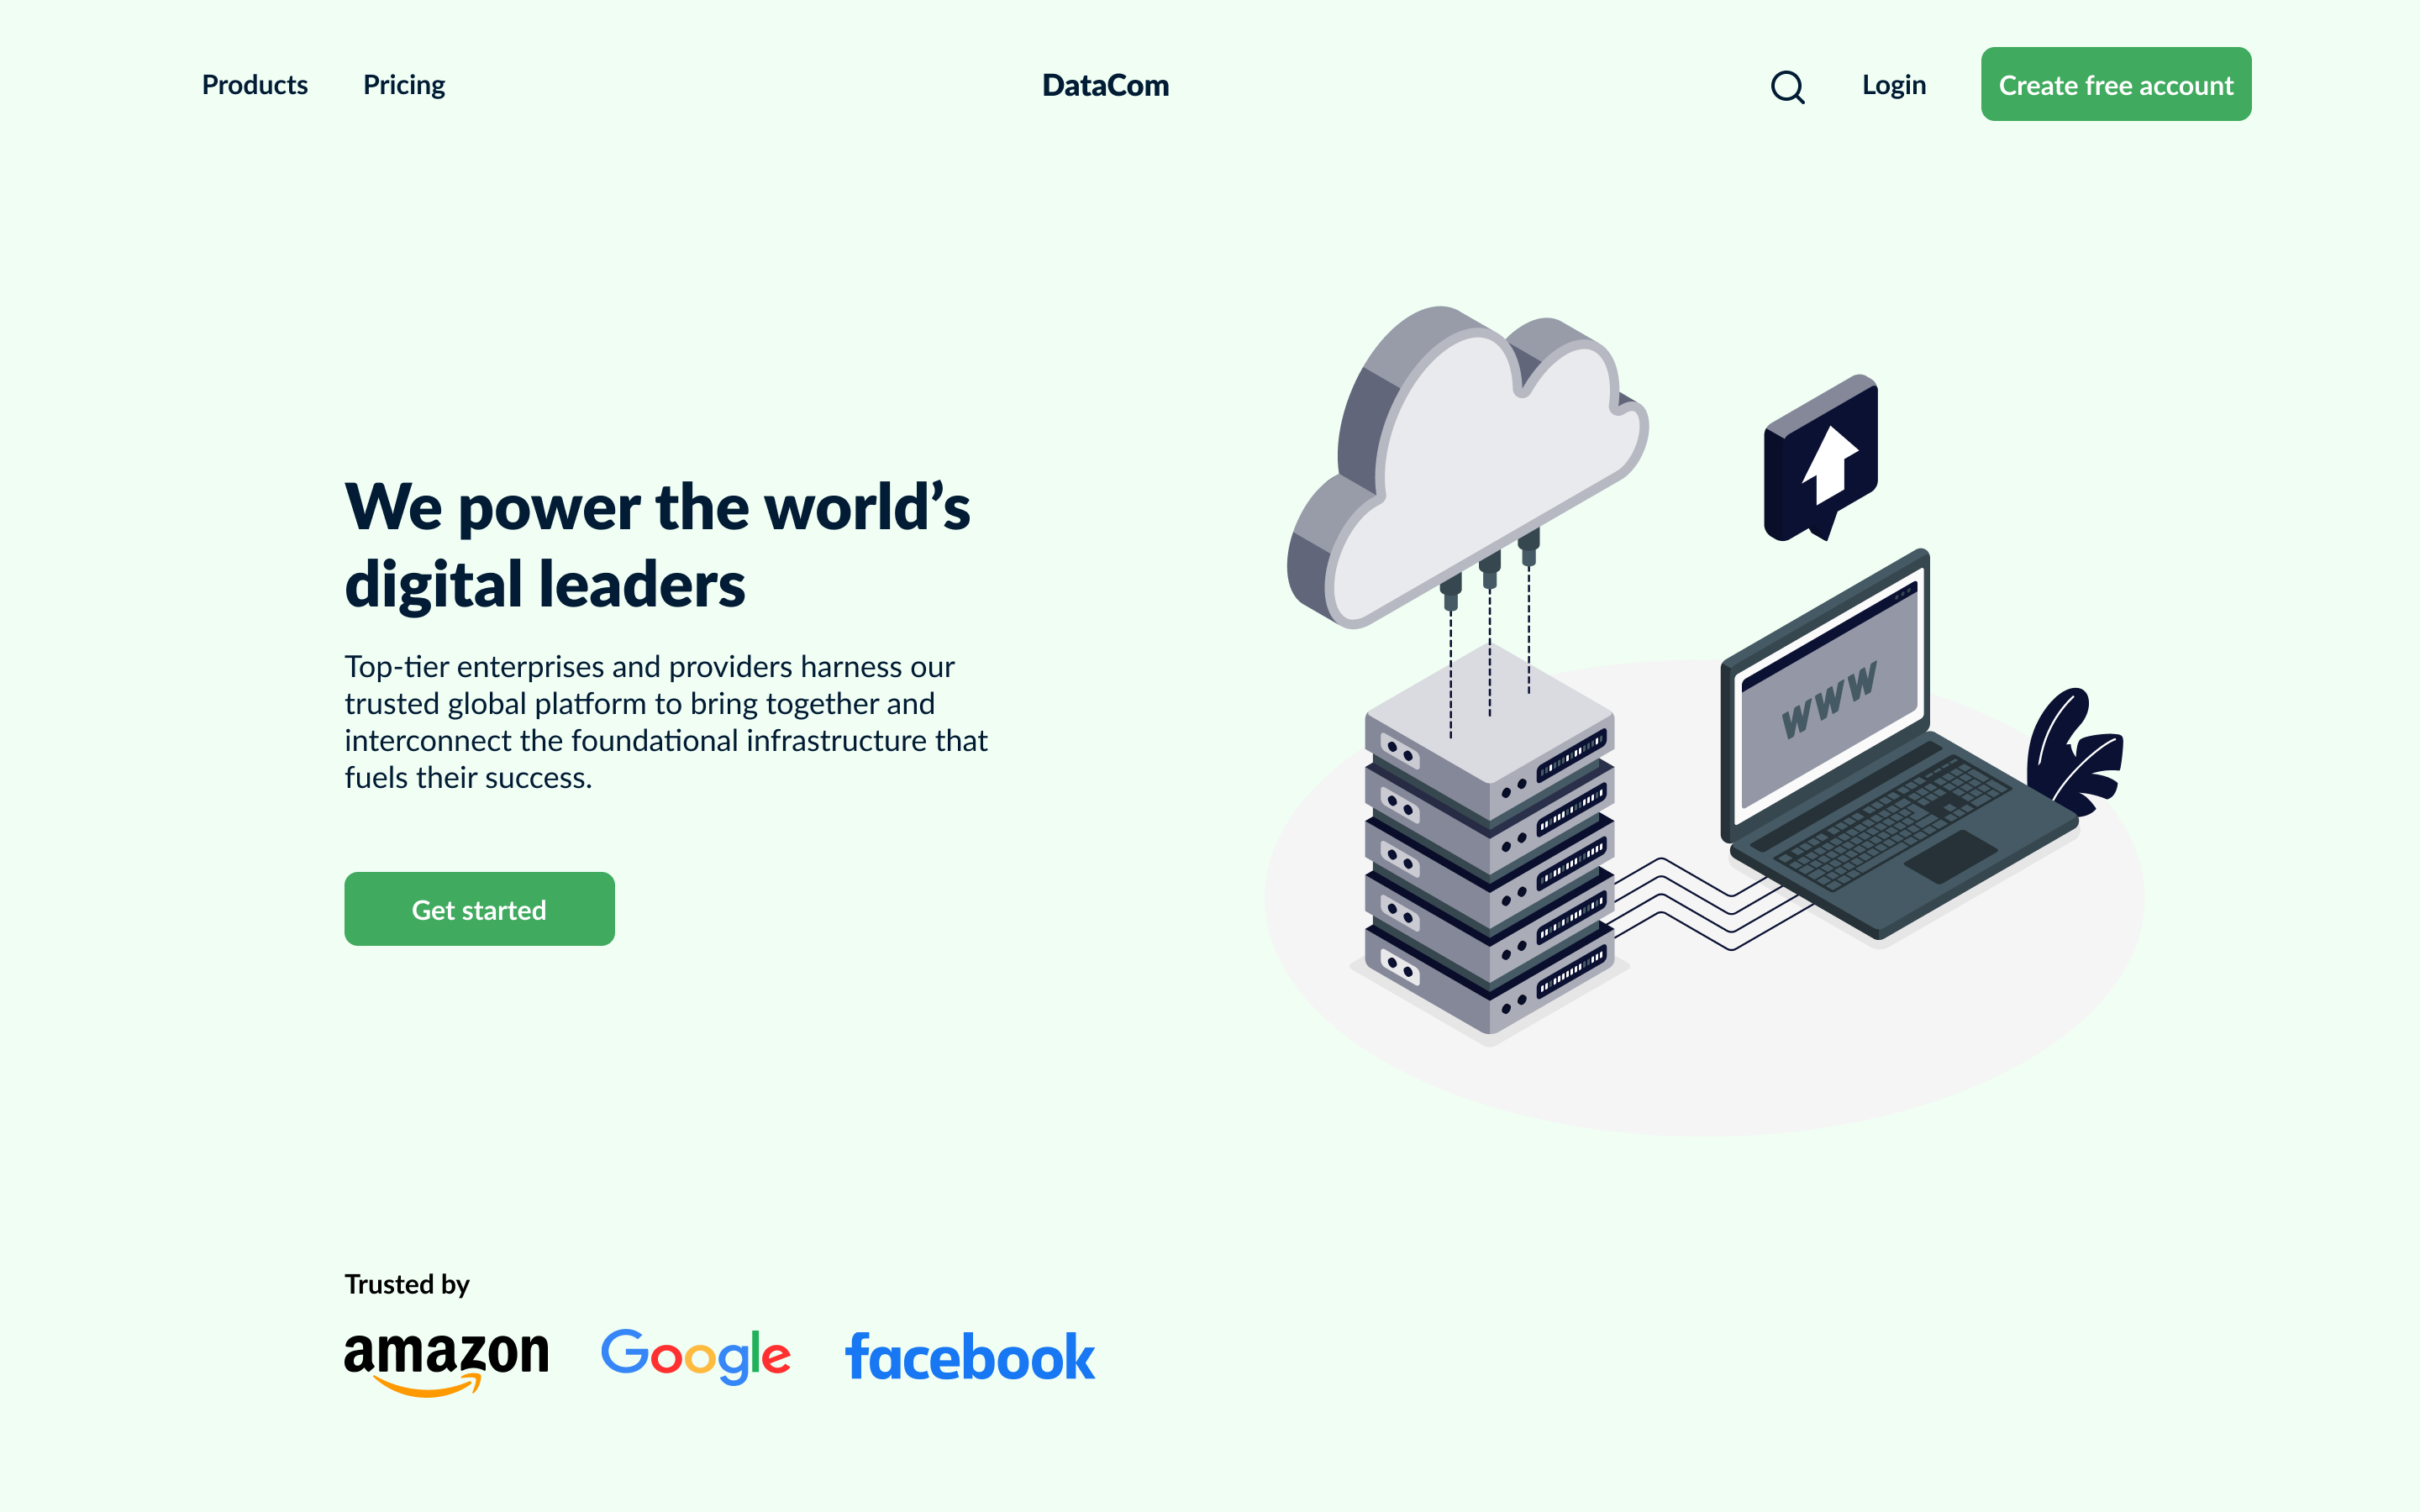 Products Pricing DataCom Login Create free account
We power the world’s
digital leaders
Top-tier enterprises and providers harness our
trusted global platform to bring together and
interconnect the foundational infrastructure that
fuels their success.
Get started
www
Trusted by
amazon Google facebook